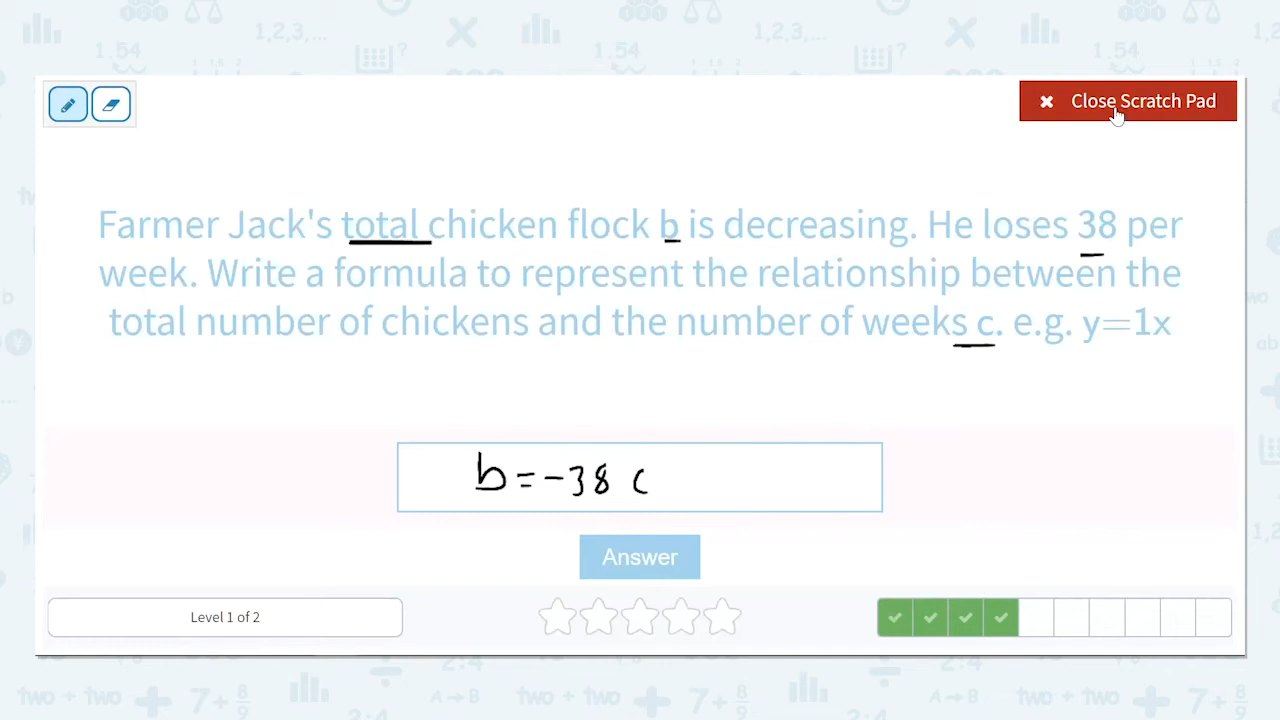 Close Scratch Pad
Farmer Jack's total chicken flock b is decreasing. He loses 38 per
week. Write a formula to represent the relationship between the
total number of chickens and the number of weeks c. e.g. y=1x
b=-38 c
Answer
Level 1 of 2